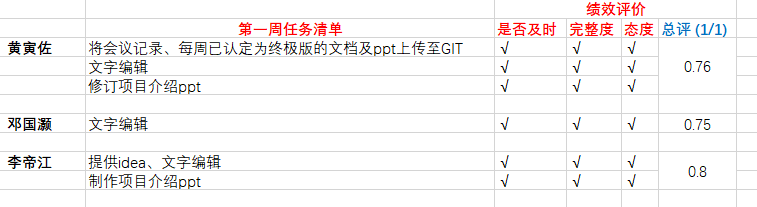 绩效评价
第一周任务清单 是否及时 完整度 态度 总评 (1/1)
黄寅佐 将会议记录、每周已认定为终极版的文档及ppt上传至GIT √ √ √
文字编辑 √ √ √ 0.76
修订项目介绍ppt √ √ √
邓国灏 文字编辑 √ √ √ 0.75
李帝江 提供idea、文字编辑 √ √ √ 0.8
制作项目介绍ppt √ √ √